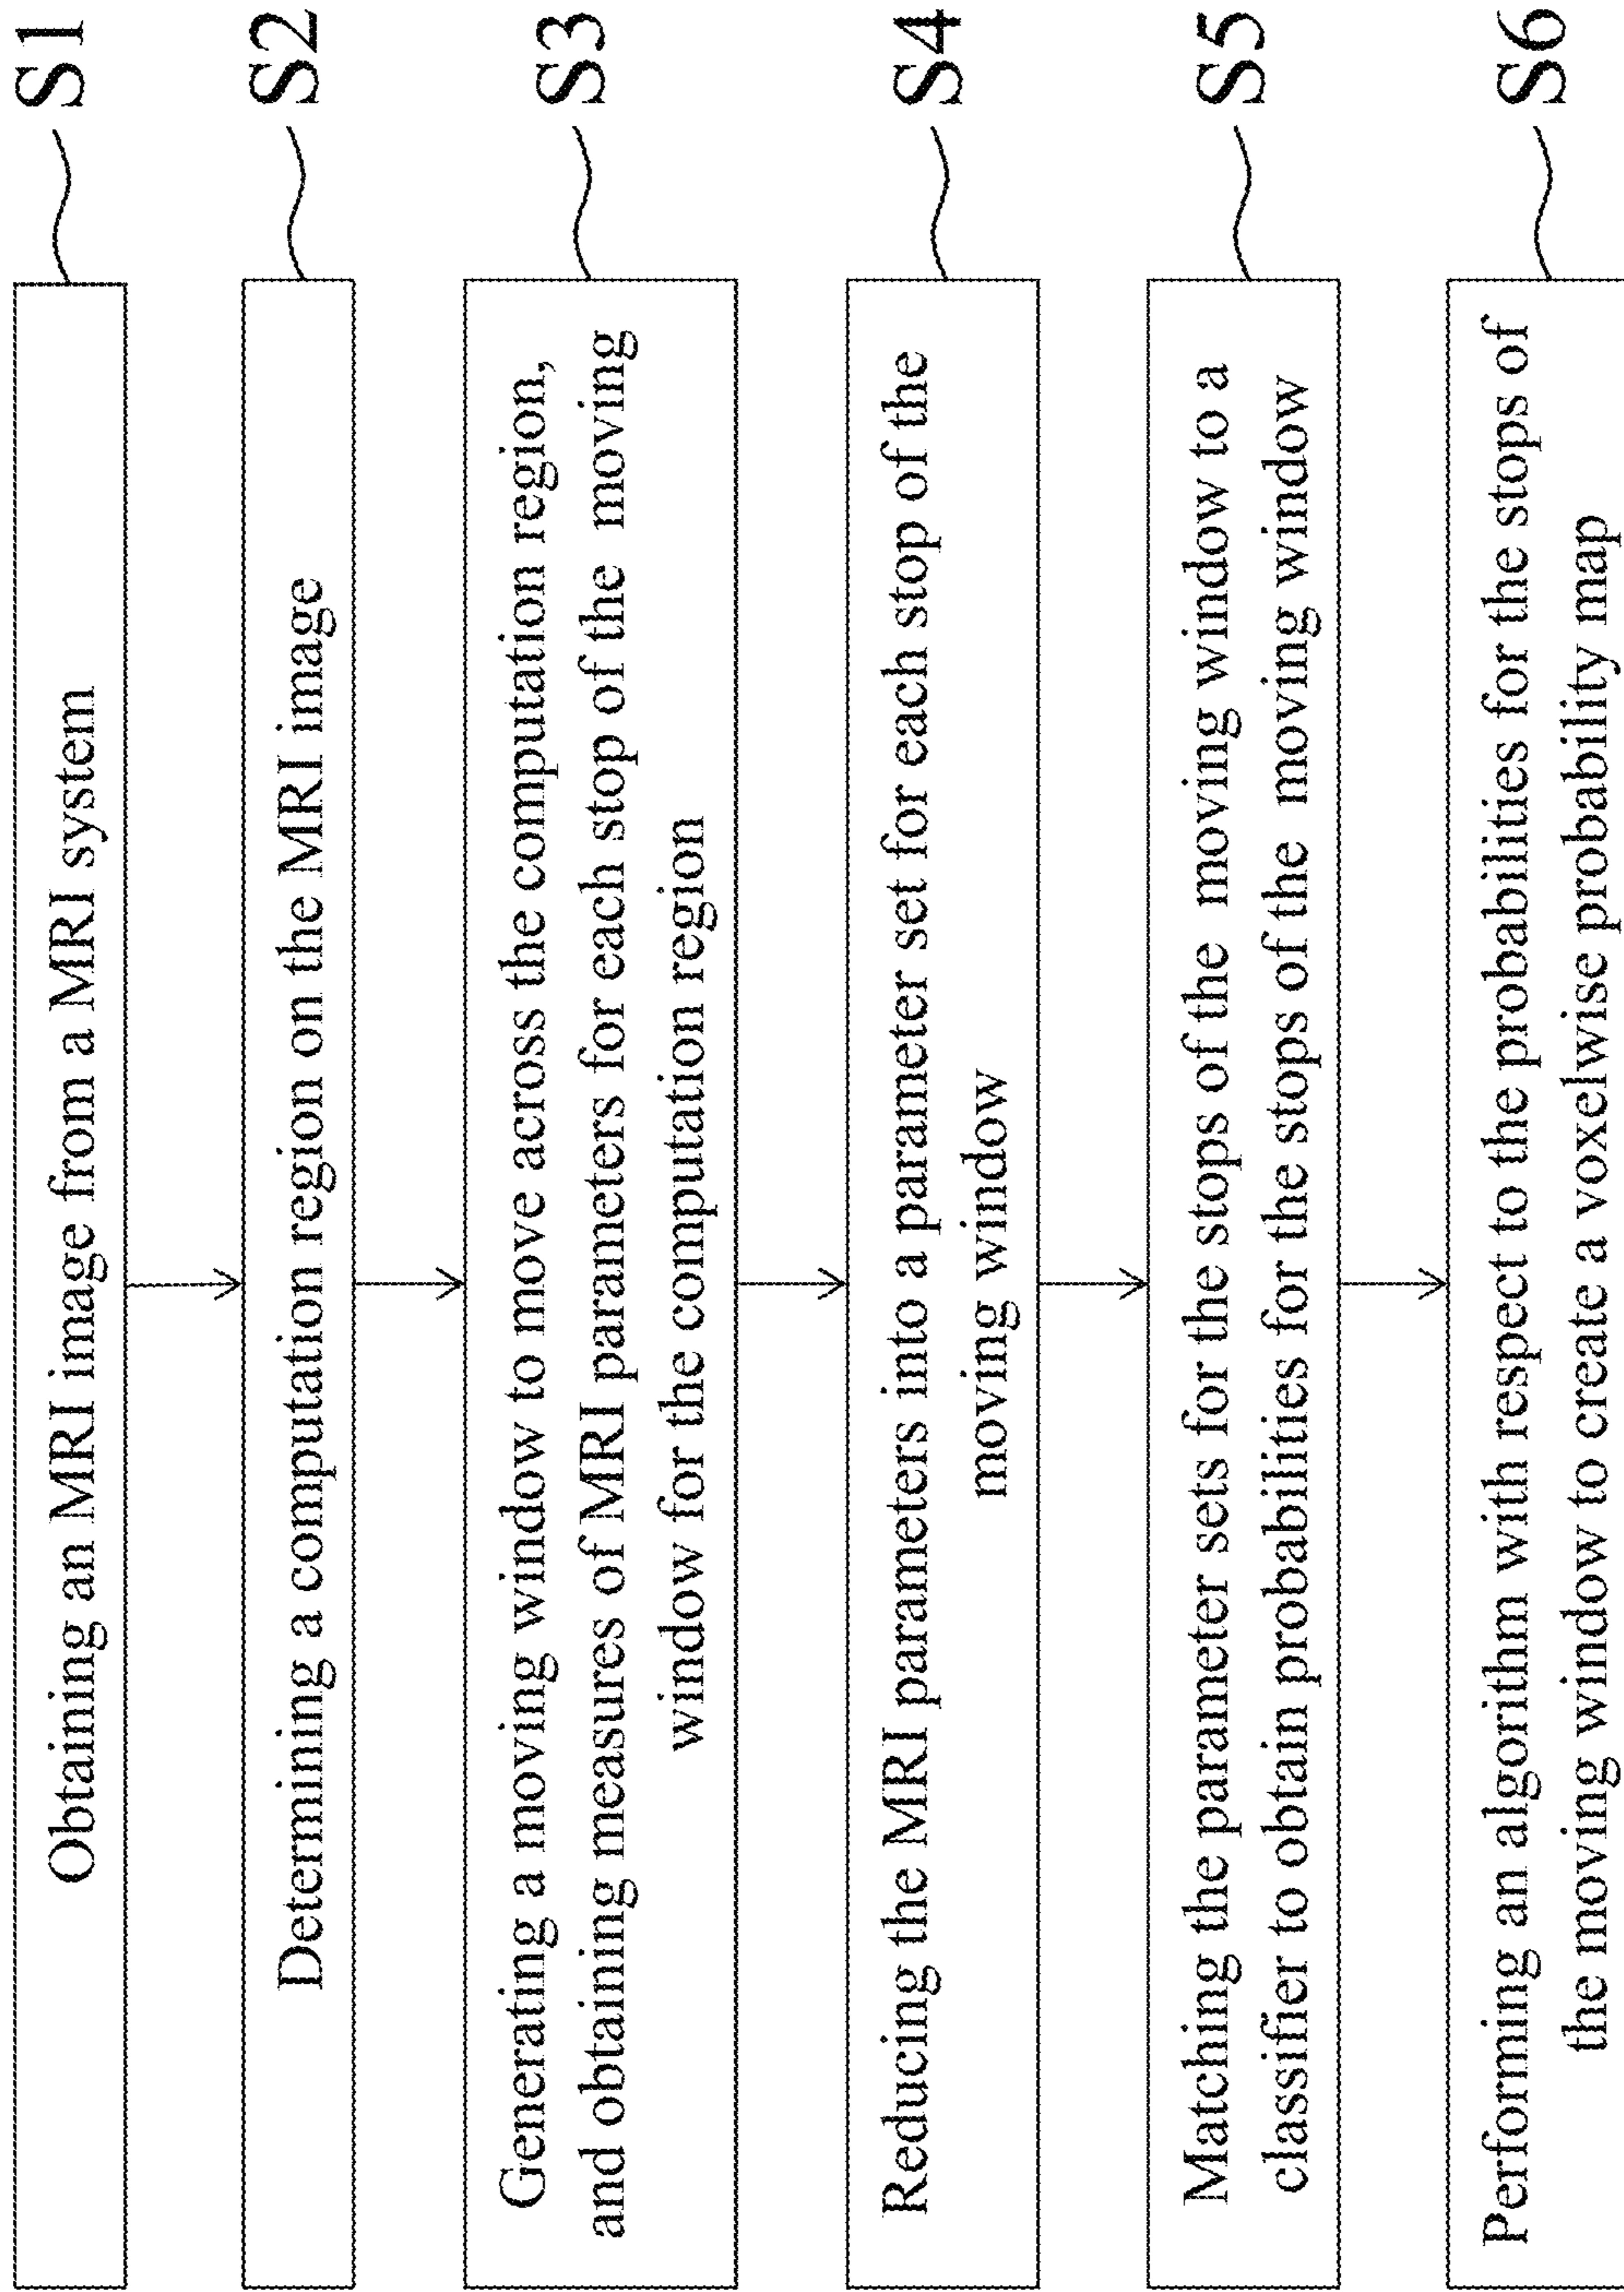 Obtaining an MRI image from a MRI system
S1
Determining a computation region on the MRI image
S2
Generating a moving window to move across the computation region,
and obtaining measures of MRI parameters for each stop of the moving
window for the computation region
S3
Reducing the MRI parameters into a parameter set for each stop of the
moving window
S4
Matching the parameter sets for the stops of the moving window to a
classifier to obtain probabilities for the stops of the moving window
S5
Performing an algorithm with respect to the probabilities for the stops of
the moving window to create a voxelwise probability map
S6